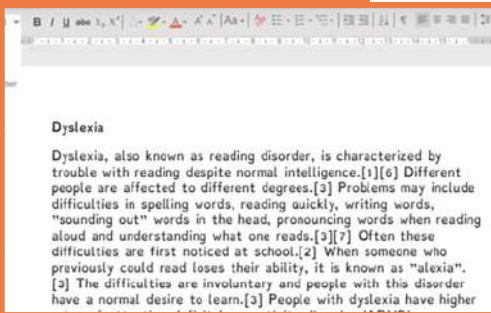 B I U abe X, X² A A Aa
Dyslexia
Dyslexia, also known as reading disorder, is characterized by
trouble with reading despite normal intelligence.[1][6] Different
people are affected to different degrees.[3] Problems may include
difficulties in spelling words, reading quickly, writing words,
"sounding out" words in the head, pronouncing words when reading
aloud and understanding what one reads.[3][7] Often these
difficulties are first noticed at school.[2] When someone who
previously could read loses their ability, it is known as "alexia".
[3] The difficulties are involuntary and people with this disorder
have a normal desire to learn.[3] People with dyslexia have higher